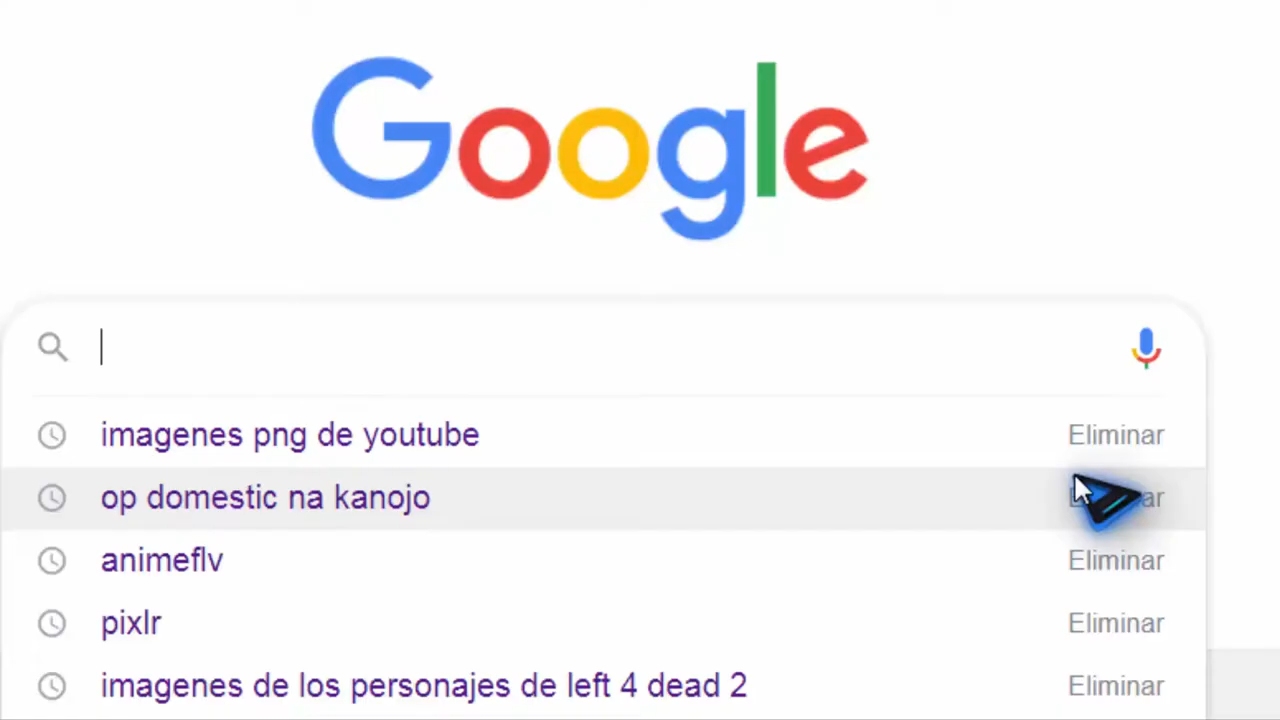 Google
imagenes png de youtube Eliminar
op domestic na kanojo
animeflv Eliminar
pixlr Eliminar
imagenes de los personajes de left 4 dead 2 Eliminar